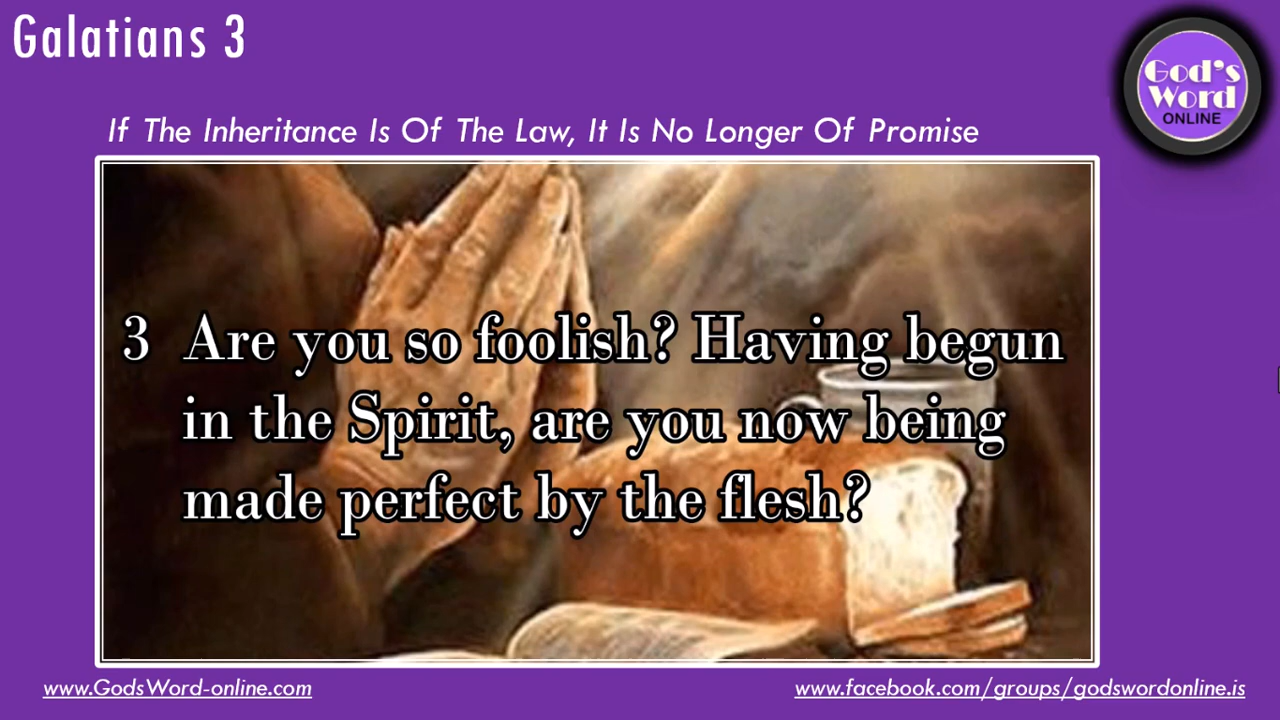 Galatians 3
God's
Word
ONLINE
If The Inheritance Is Of The Law, It Is No Longer Of Promise
3 Are you so foolish? Having begun
in the Spirit, are you now being
made perfect by the flesh?
www.GodsWord-online.com
www.facebook.com/groups/godswordonline.is